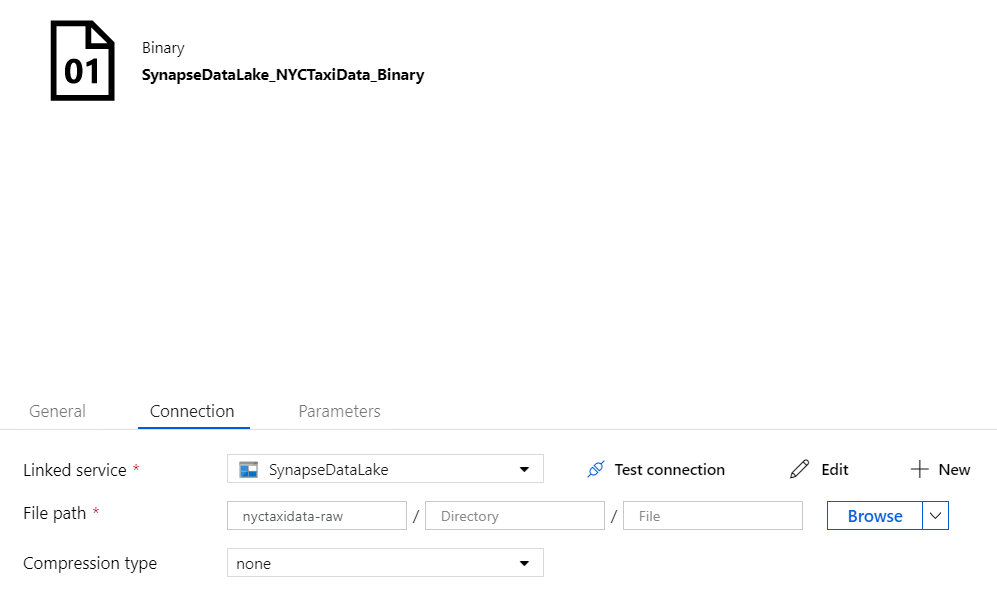 01
Binary
SynapseDataLake_NYCTaxiData_Binary
General Connection Parameters
Linked service * SynapseDataLake Test connection Edit New
File path * nyctaxidata-raw / Directory / File Browse
Compression type none